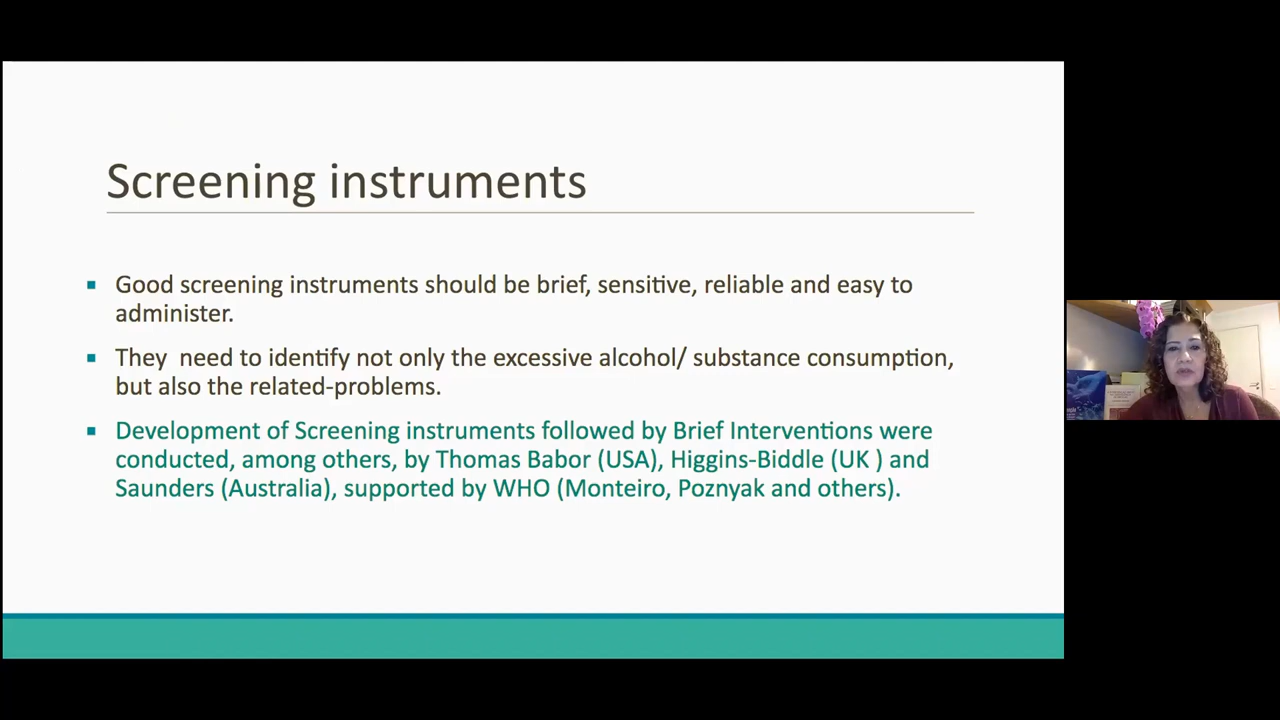 Screening instruments
▪ Good screening instruments should be brief, sensitive, reliable and easy to
administer.
▪ They need to identify not only the excessive alcohol/ substance consumption,
but also the related-problems.
▪ Development of Screening instruments followed by Brief Interventions were
conducted, among others, by Thomas Babor (USA), Higgins-Biddle (UK ) and
Saunders (Australia), supported by WHO (Monteiro, Poznyak and others).